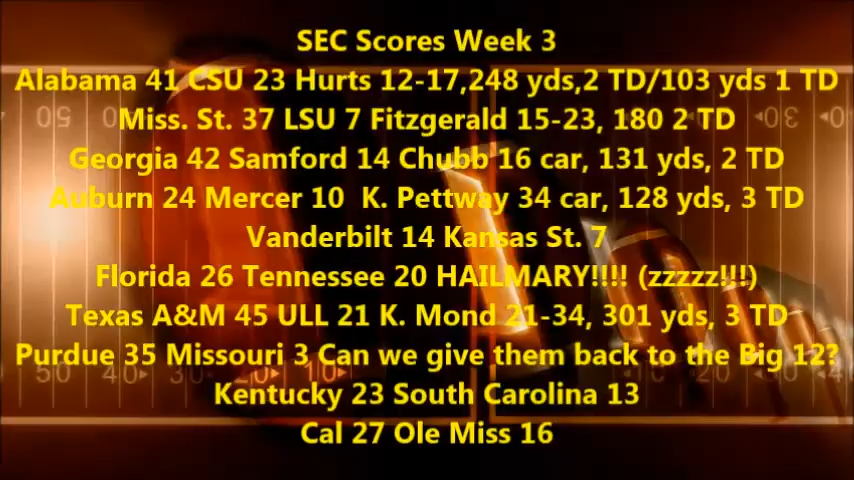 SEC Scores Week 3
Alabama 41 CSU 23 Hurts 12-17,248 yds,2 TD/103 yds 1 TD
Miss. St. 37 LSU 7 Fitzgerald 15-23, 180 2 TD
Georgia 42 Samford 14 Chubb 16 car, 131 yds, 2 TD
Auburn 24 Mercer 10 K. Pettway 34 car, 128 yds, 3 TD
Vanderbilt 14 Kansas St. 7
Florida 26 Tennessee 20 HAILMARY!!!! (zzzzz!!!)
Texas A&M 45 ULL 21 K. Mond 21-34, 301 yds, 3 TD
Purdue 35 Missouri 3 Can we give them back to the Big 12?
Kentucky 23 South Carolina 13
Cal 27 Ole Miss 16